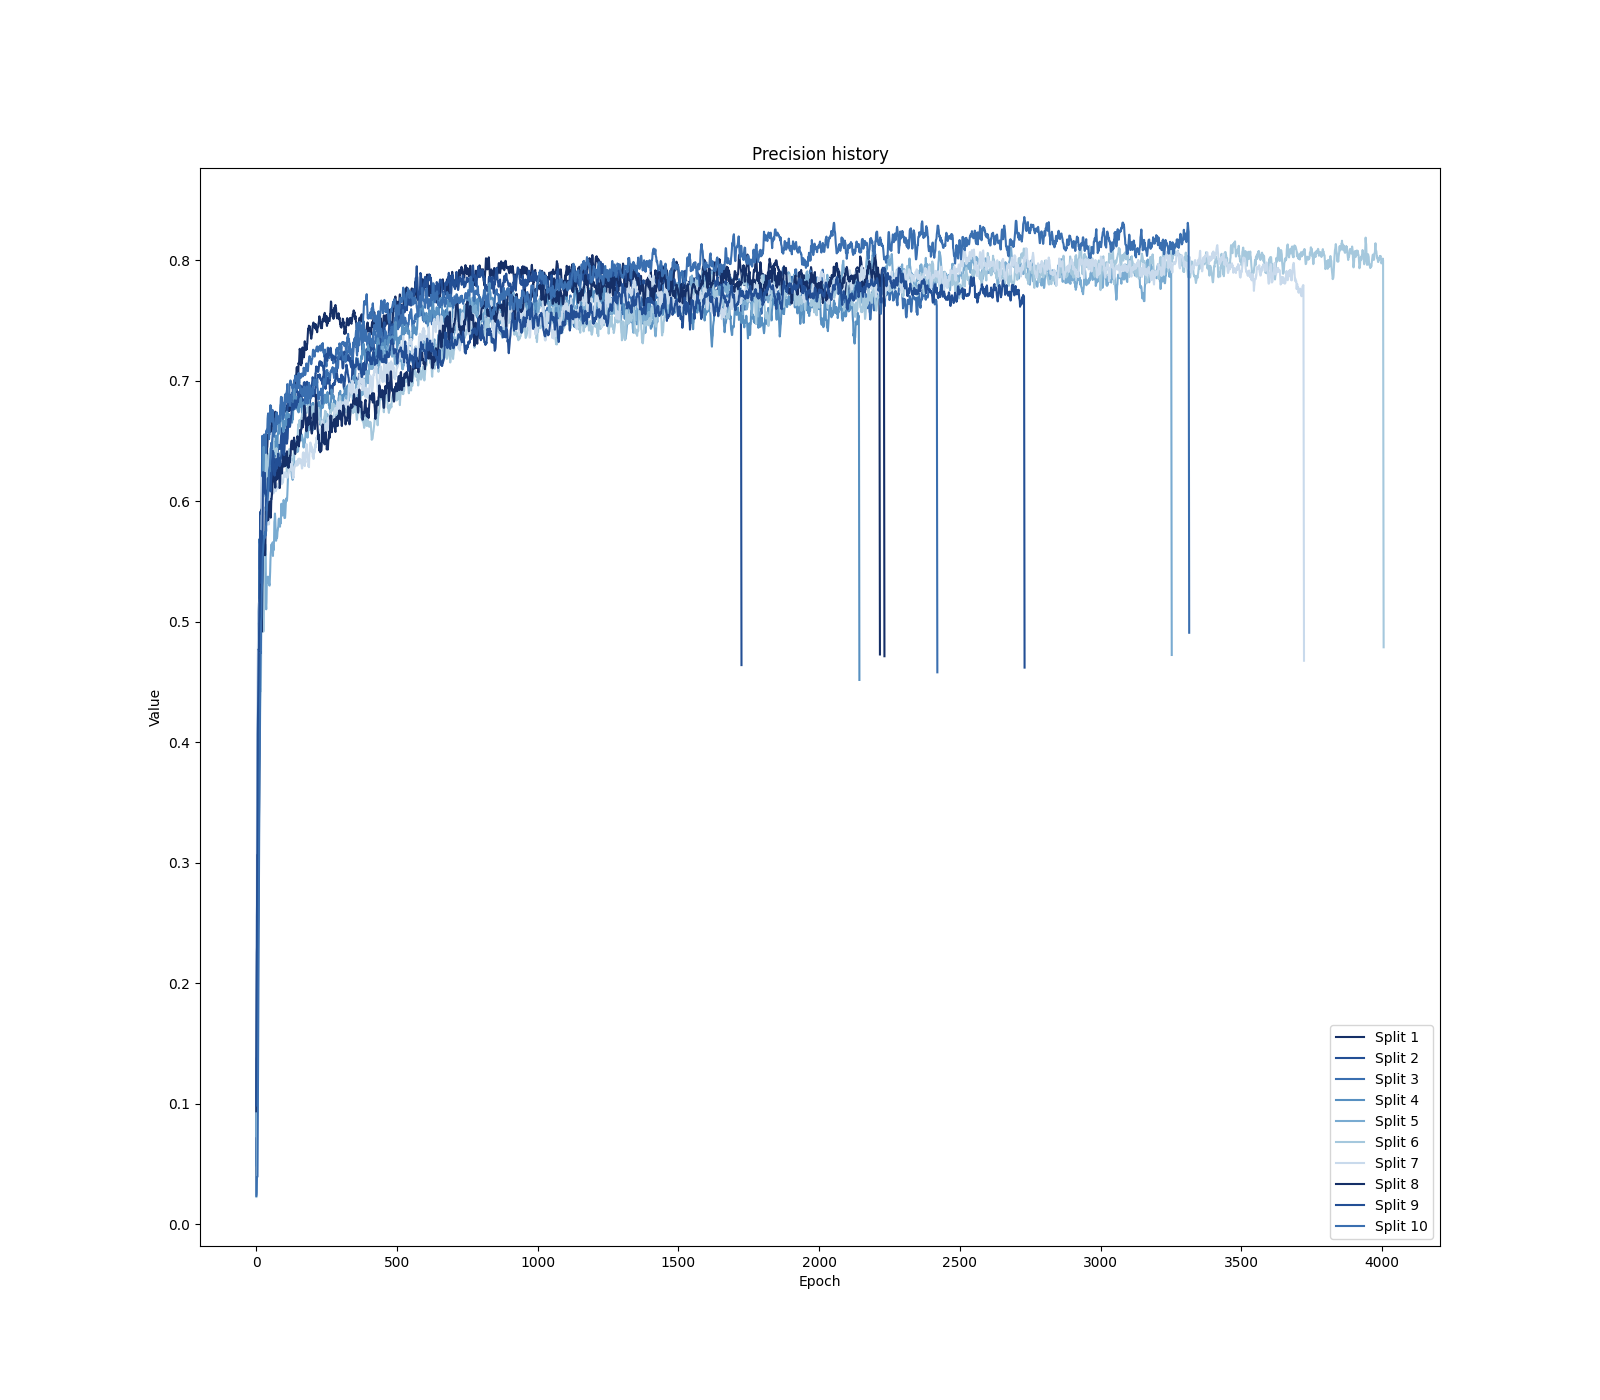 Precision history
0.8
0.7
0.6
0.5
0.4
0.3
0.2
0.1
0.0
Value
0
500
1000
1500
2000
2500
3000
3500
4000
Epoch
Split 1
Split 2
Split 3
Split 4
Split 5
Split 6
Split 7
Split 8
Split 9
Split 10